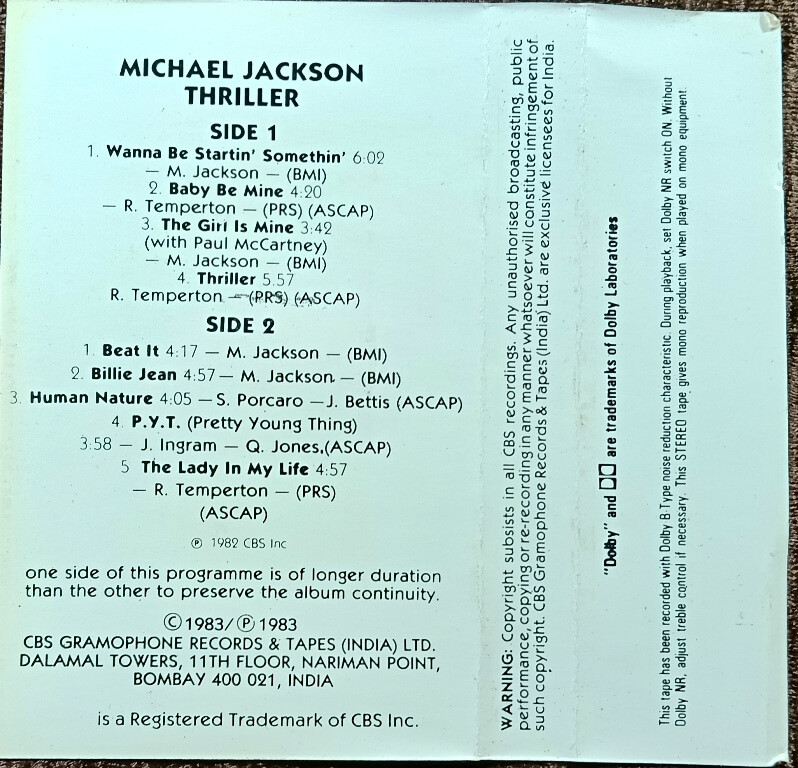 MICHAEL JACKSON
THRILLER
SIDE 1
1. Wanna Be Startin' Somethin' 6:02
— M. Jackson — (BMI)
2. Baby Be Mine 4:20
— R. Temperton — (PRS) (ASCAP)
3. The Girl Is Mine 3:42
(with Paul McCartney)
— M. Jackson — (BMI)
4. Thriller 5.57
R. Temperton — (PRS) (ASCAP)
SIDE 2
1. Beat It 4:17 — M. Jackson — (BMI)
2. Billie Jean 4:57 — M. Jackson — (BMI)
3. Human Nature 4:05 — S. Porcaro — J. Bettis (ASCAP)
4. P.Y.T. (Pretty Young Thing)
3:58 — J. Ingram — Q. Jones.(ASCAP)
5 The Lady In My Life 4:57
— R. Temperton — (PRS)
(ASCAP)
℗ 1982 CBS Inc
one side of this programme is of longer duration
than the other to preserve the album continuity.
©1983/℗1983
CBS GRAMOPHONE RECORDS & TAPES (INDIA) LTD.
DALAMAL TOWERS, 11TH FLOOR, NARIMAN POINT,
BOMBAY 400 021, INDIA
is a Registered Trademark of CBS Inc.
WARNING: Copyright subsists in all CBS recordings. Any unauthorised broadcasting, public
performance, copying or re-recording in any manner whatsoever will constitute infringement of
such copyright. CBS Gramophone Records & Tapes (India) Ltd. are exclusive licensees for India.
"Dolby" and are trademarks of Dolby Laboratories
This tape has been recorded with Dolby B-Type noise reduction characteristic. During playback, set Dolby NR switch ON. Without
Dolby NR, adjust treble control if necessary. This STEREO tape gives mono reproduction when played on mono equipment.